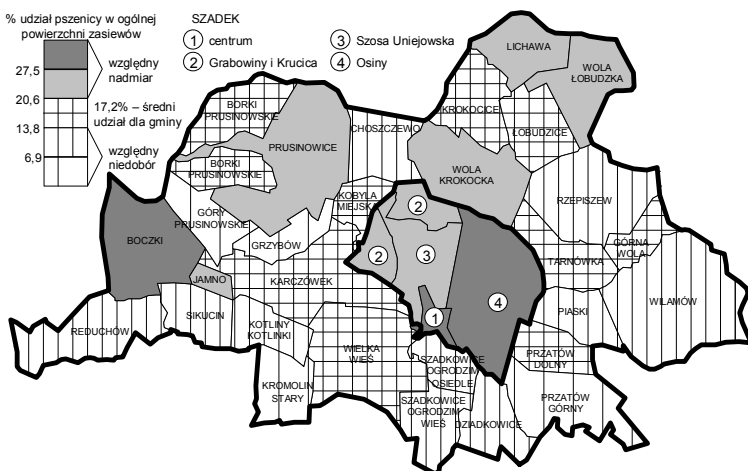 % udział pszenicy w ogólnej
powierzchni zasiewów
27,5
20,6
13,8
6,9
względny
nadmiar
17,2% – średni
udział dla gminy
względny
niedobór
SZADEK
1 centrum
2 Grabowiny i Krucica
3 Szosa Uniejowska
4 Osiny
LICHAWA
WOLA
ŁOBUDZKA
BORKI
PRUSINOWSKIE
CHOSZCZEWO
KROKOCICE
ŁOBUDZICE
PRUSINOWICE
BORKI
PRUSINOWSKIE
WOLA
KROKOCKA
KOBYLA
MIEJSKA
RZEPISZEW
GÓRY
PRUSINOWSKIE
2
BOCZKI
GRZYBÓW
2
3
GÓRNA
WOLA
TARNÓWKA
JAMNO
KARCZÓWEK
4
WILAMÓW
REDUCHÓW
SIKUCIN
1
PIASKI
KOTLINY
KOTLINKI
WIELKA
WIEŚ
SZADKOWICE
OGRODZIM
OSIEDLE
PRZATÓW
DOLNY
KROMOLIN
STARY
SZADKOWICE
OGRODZIM
WIEŚ
DZIADKOWICE
PRZATÓW
GÓRNY